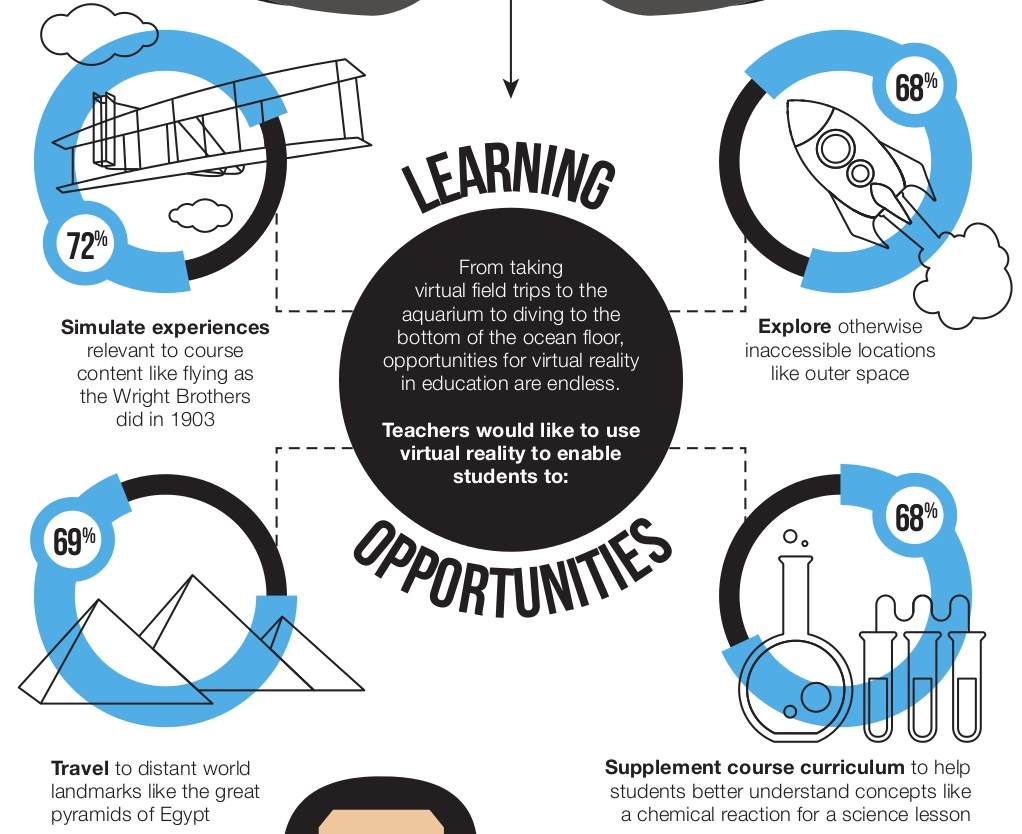 LEARNING
From taking
virtual field trips to the
aquarium to diving to the
bottom of the ocean floor,
opportunities for virtual reality
in education are endless.
Teachers would like to use
virtual reality to enable
students to:
OPPORTUNITIES
72%
Simulate experiences
relevant to course
content like flying as
the Wright Brothers
did in 1903
68%
Explore otherwise
inaccessible locations
like outer space
69%
Travel to distant world
landmarks like the great
pyramids of Egypt
68%
Supplement course curriculum to help
students better understand concepts like
a chemical reaction for a science lesson